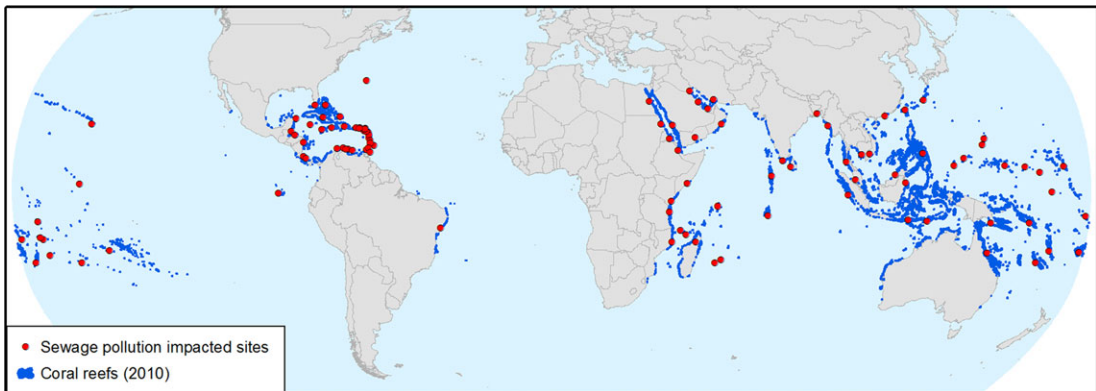 Sewage pollution impacted sites
Coral reefs (2010)